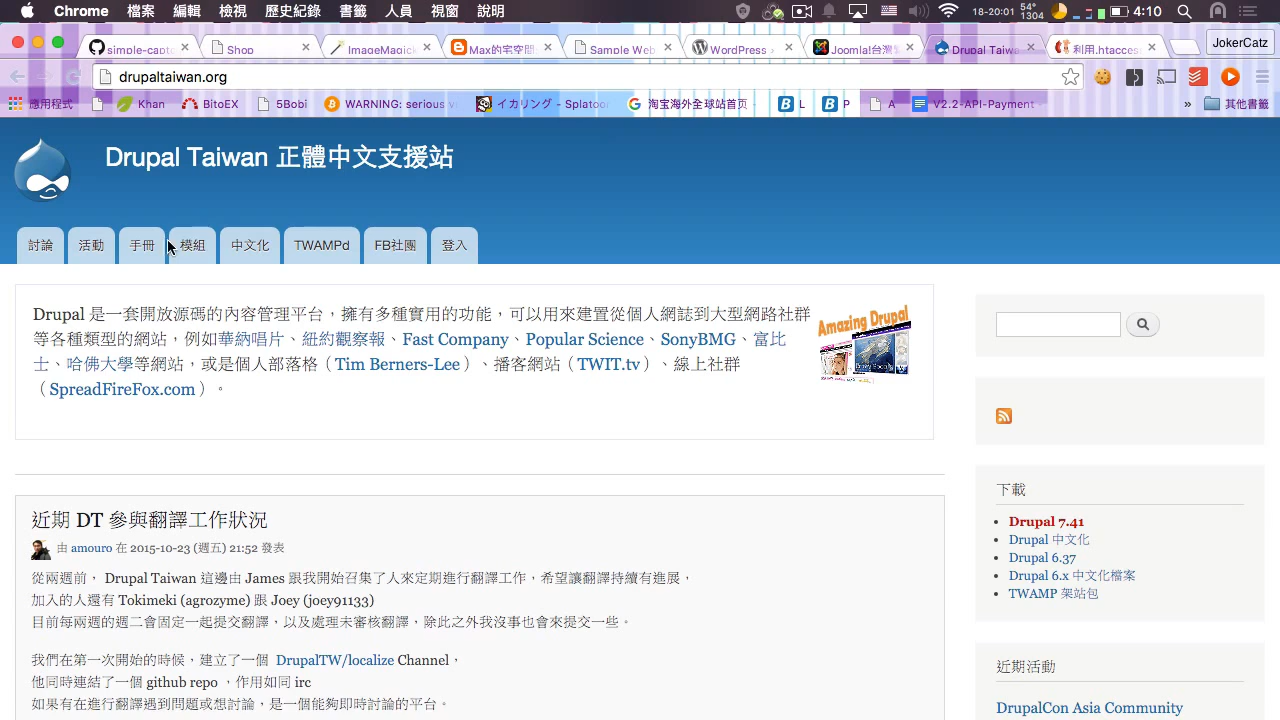 Chrome 檔案 編輯 檢視 歷史紀錄 書籤 人員 視窗 說明 18-20:01 54° 1304 4:10
simple-capt Shop ImageMagick Max的宅空間 Sample Web WordPress › Joomla!台灣 Drupal Taiw 利用.htacces JokerCatz
drupaltaiwan.org
應用程式 Khan BitoEX 5Bobi WARNING: serious イカリング - Splatoo 淘宝海外全球站首页 L P A V2.2-API-Payment 其他書籤
Drupal Taiwan 正體中文支援站
討論 活動 手冊 模組 中文化 TWAMPd FB社團 登入
Drupal 是一套開放源碼的內容管理平台，擁有多種實用的功能，可以用來建置從個人網誌到大型網路社群
等各種類型的網站，例如華納唱片、紐約觀察報、Fast Company、Popular Science、SonyBMG、富比
士、哈佛大學等網站，或是個人部落格（Tim Berners-Lee）、播客網站（TWIT.tv）、線上社群
（SpreadFireFox.com）。
Amazing Drupal
近期 DT 參與翻譯工作狀況
由 amouro 在 2015-10-23 (週五) 21:52 發表
從兩週前， Drupal Taiwan 這邊由 James 跟我開始召集了人來定期進行翻譯工作，希望讓翻譯持續有進展，
加入的人還有 Tokimeki (agrozyme) 跟 Joey (joey91133)
目前每兩週的週二會固定一起提交翻譯，以及處理未審核翻譯，除此之外我沒事也會來提交一些。
我們在第一次開始的時候，建立了一個 DrupalTW/localize Channel，
他同時連結了一個 github repo ，作用如同 irc
如果有在進行翻譯遇到問題或想討論，是一個能夠即時討論的平台。
下載
Drupal 7.41
Drupal 中文化
Drupal 6.37
Drupal 6.x 中文化檔案
TWAMP 架站包
近期活動
DrupalCon Asia Community